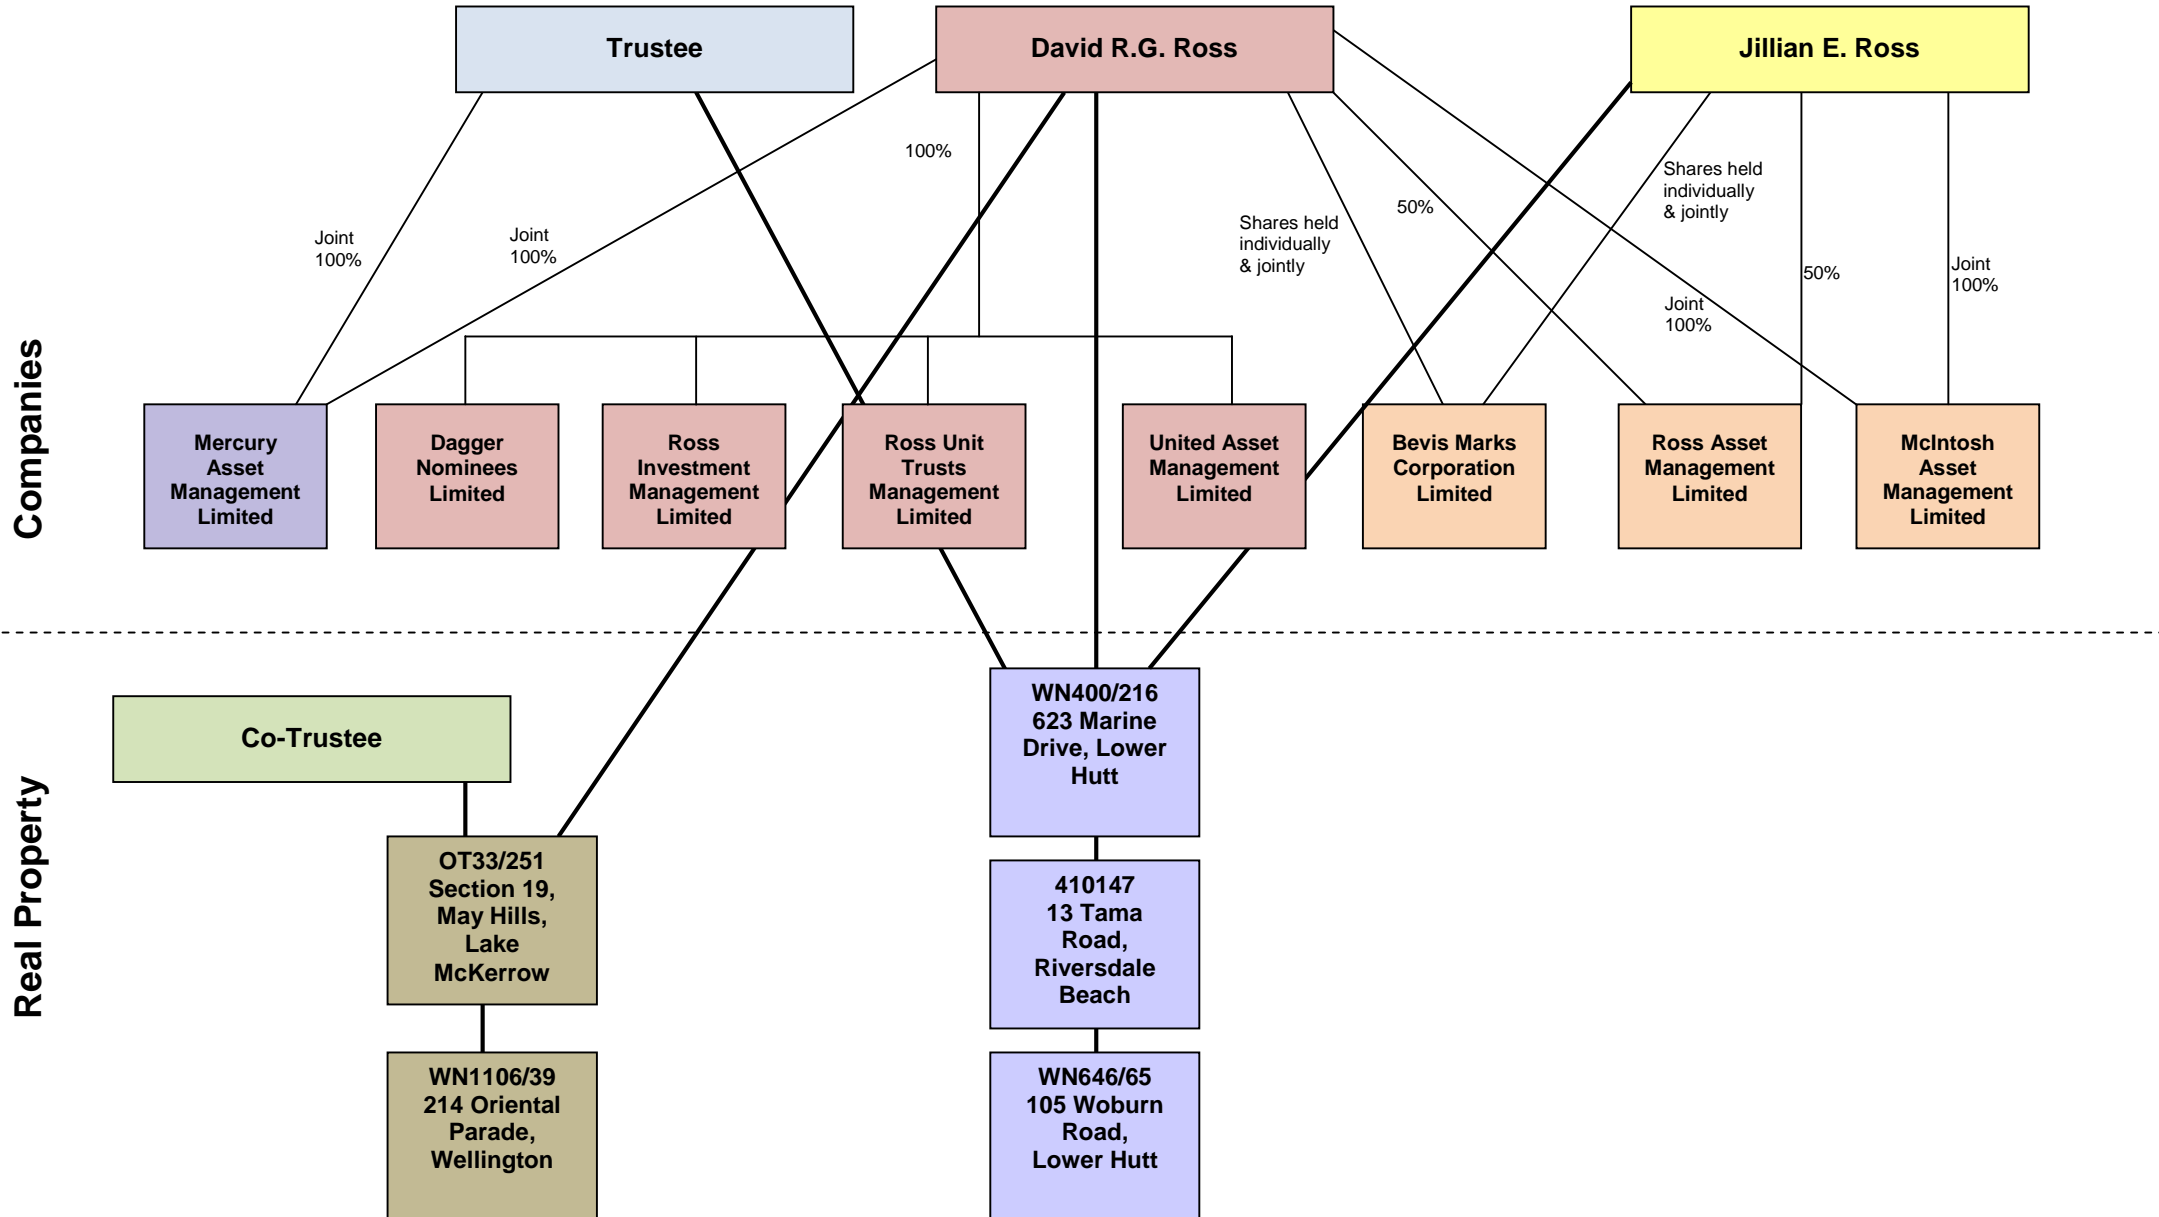 Trustee
David R.G. Ross
Jillian E. Ross
100%
Shares held
individually
& jointly
50%
Shares held
individually
& jointly
Joint
100%
Joint
100%
50%
Joint
100%
Joint
100%
Companies
Mercury
Asset
Management
Limited
Dagger
Nominees
Limited
Ross
Investment
Management
Limited
Ross Unit
Trusts
Management
Limited
United Asset
Management
Limited
Bevis Marks
Corporation
Limited
Ross Asset
Management
Limited
McIntosh
Asset
Management
Limited
Real Property
Co-Trustee
WN400/216
623 Marine
Drive, Lower
Hutt
OT33/251
Section 19,
May Hills,
Lake
McKerrow
410147
13 Tama
Road,
Riversdale
Beach
WN1106/39
214 Oriental
Parade,
Wellington
WN646/65
105 Woburn
Road,
Lower Hutt